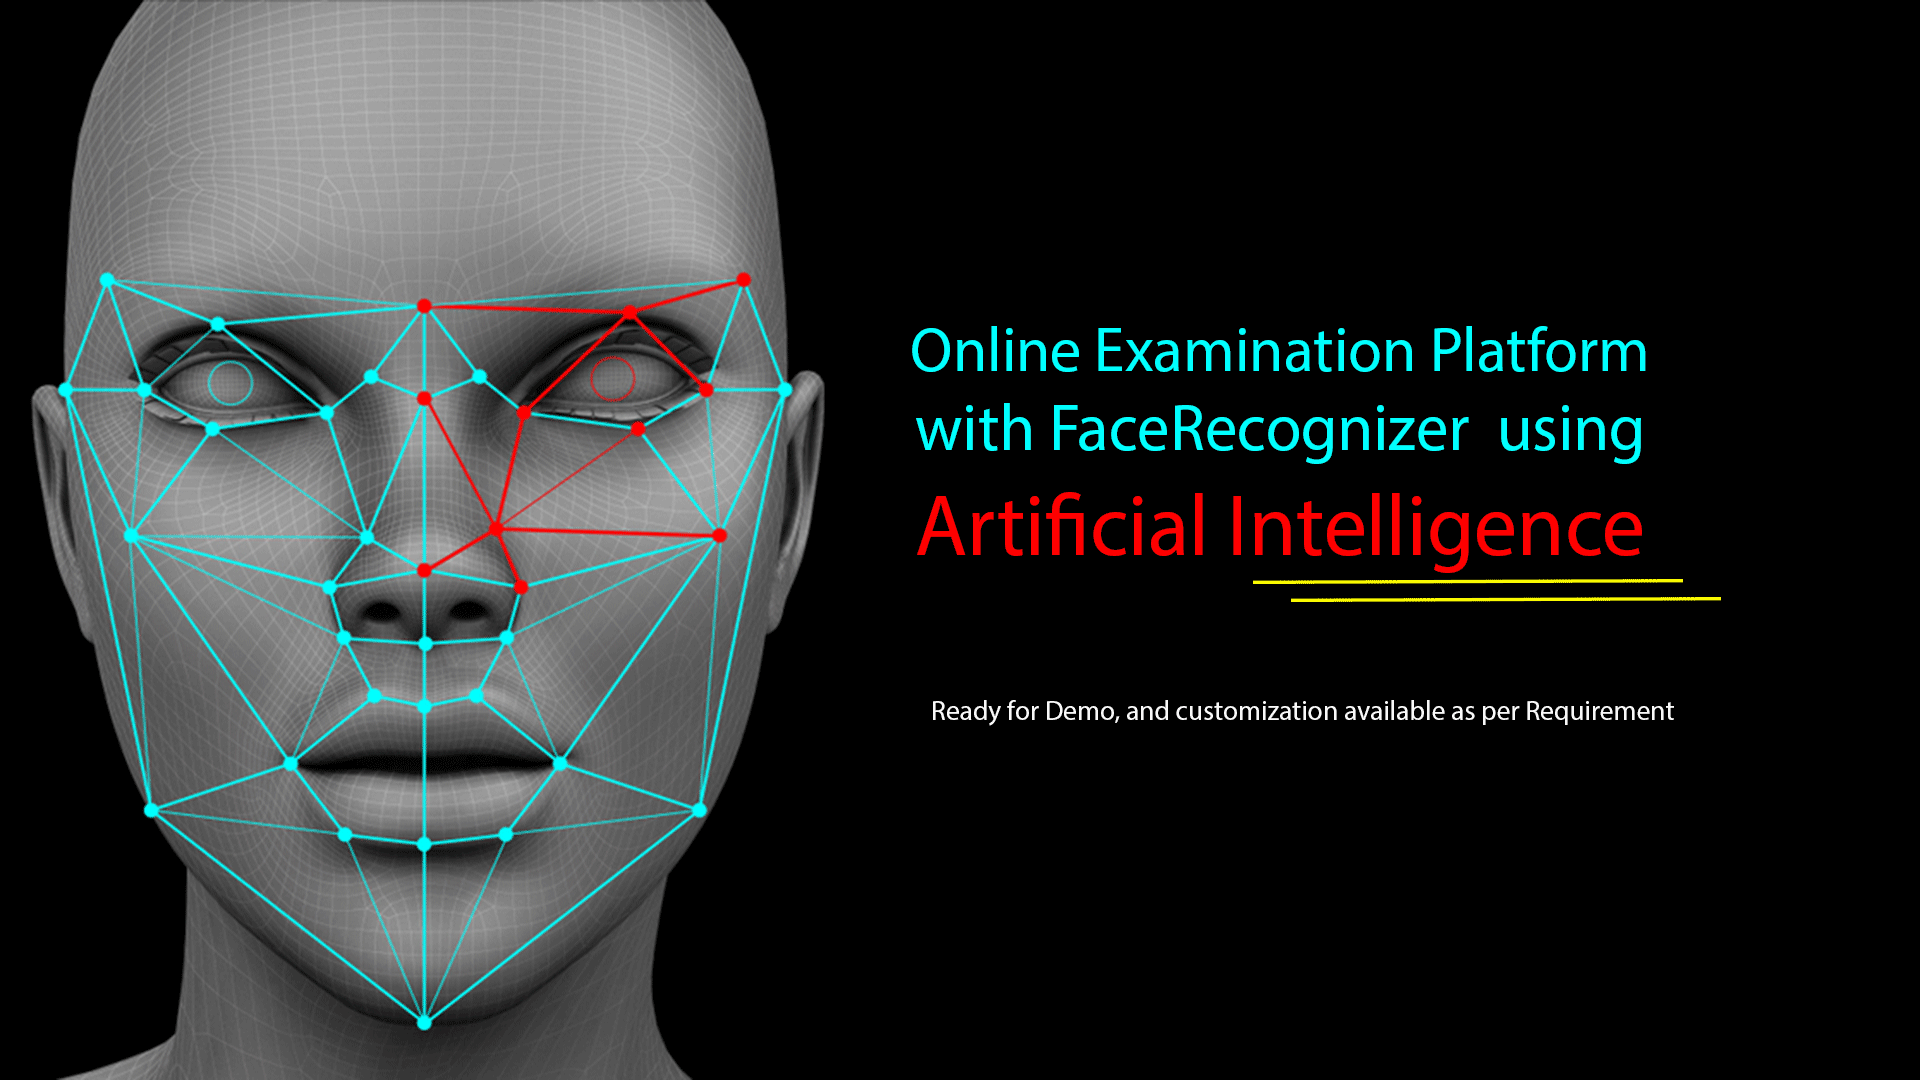 Online Examination Platform
with FaceRecognizer using
Artificial Intelligence
Ready for Demo, and customization available as per Requirement